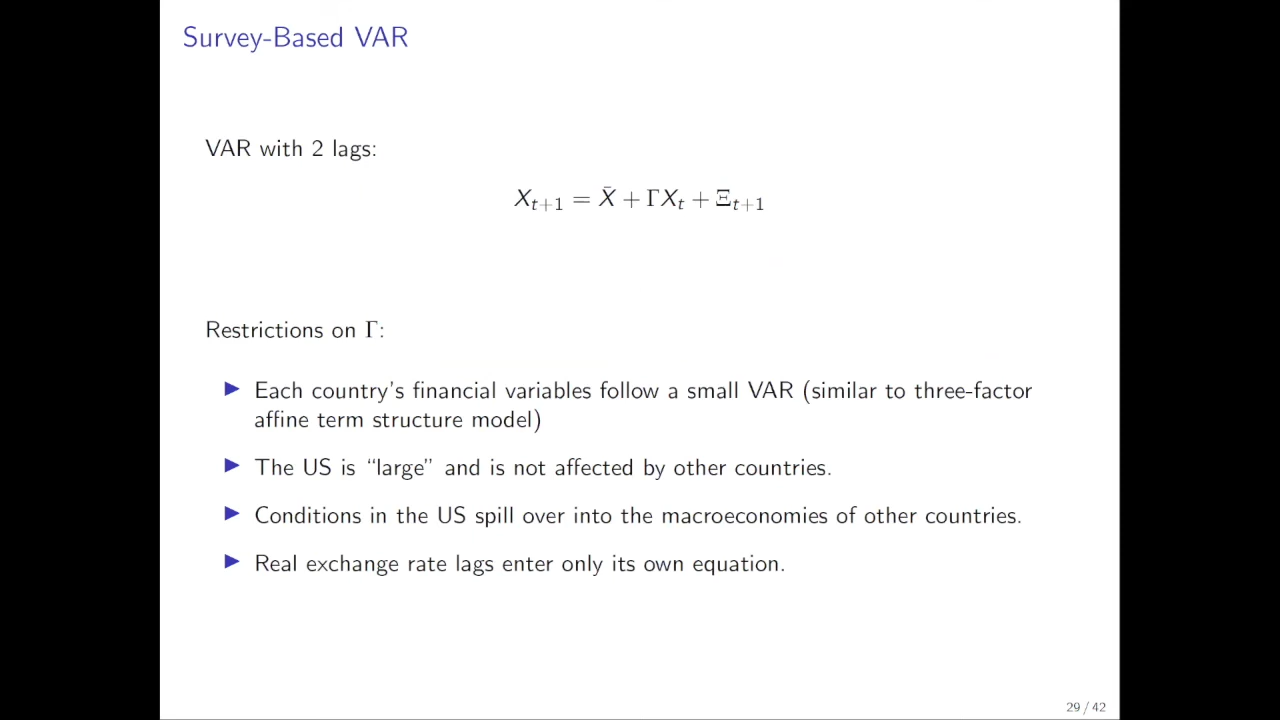 Survey-Based VAR
VAR with 2 lags:
X_{t+1} = X̄ + ΓX_t + Ξ_{t+1}
Restrictions on Γ:
▶ Each country's financial variables follow a small VAR (similar to three-factor
affine term structure model)
▶ The US is “large” and is not affected by other countries.
▶ Conditions in the US spill over into the macroeconomies of other countries.
▶ Real exchange rate lags enter only its own equation.
29 / 42